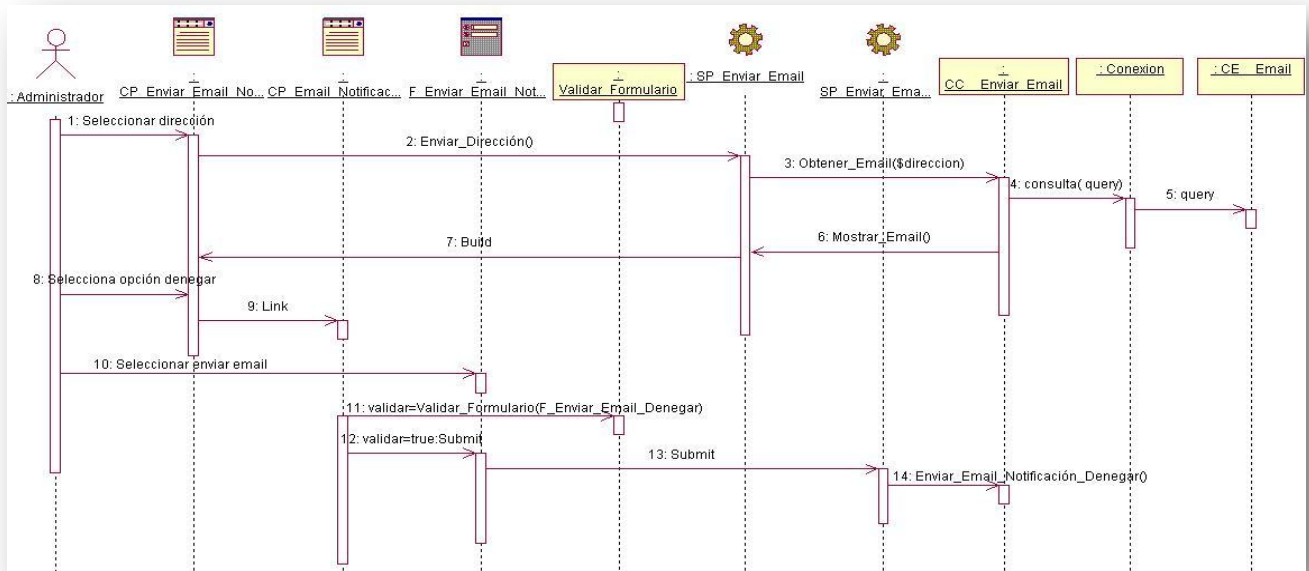 : Administrador
:
CP_Enviar_Email_No...
:
CP_Email_Notificac...
:
F_Enviar_Email_Not...
:
Validar_Formulario
: SP_Enviar_Email
:
SP_Enviar_Ema...
:
CC__Enviar_Email
: Conexion
: CE__Email
1: Seleccionar dirección
2: Enviar_Dirección()
3: Obtener_Email($direccion)
4: consulta( query)
5: query
6: Mostrar_Email()
7: Build
8: Selecciona opción denegar
9: Link
10: Seleccionar enviar email
11: validar=Validar_Formulario(F_Enviar_Email_Denegar)
12: validar=true:Submit
13: Submit
14: Enviar_Email_Notificación_Denegar()